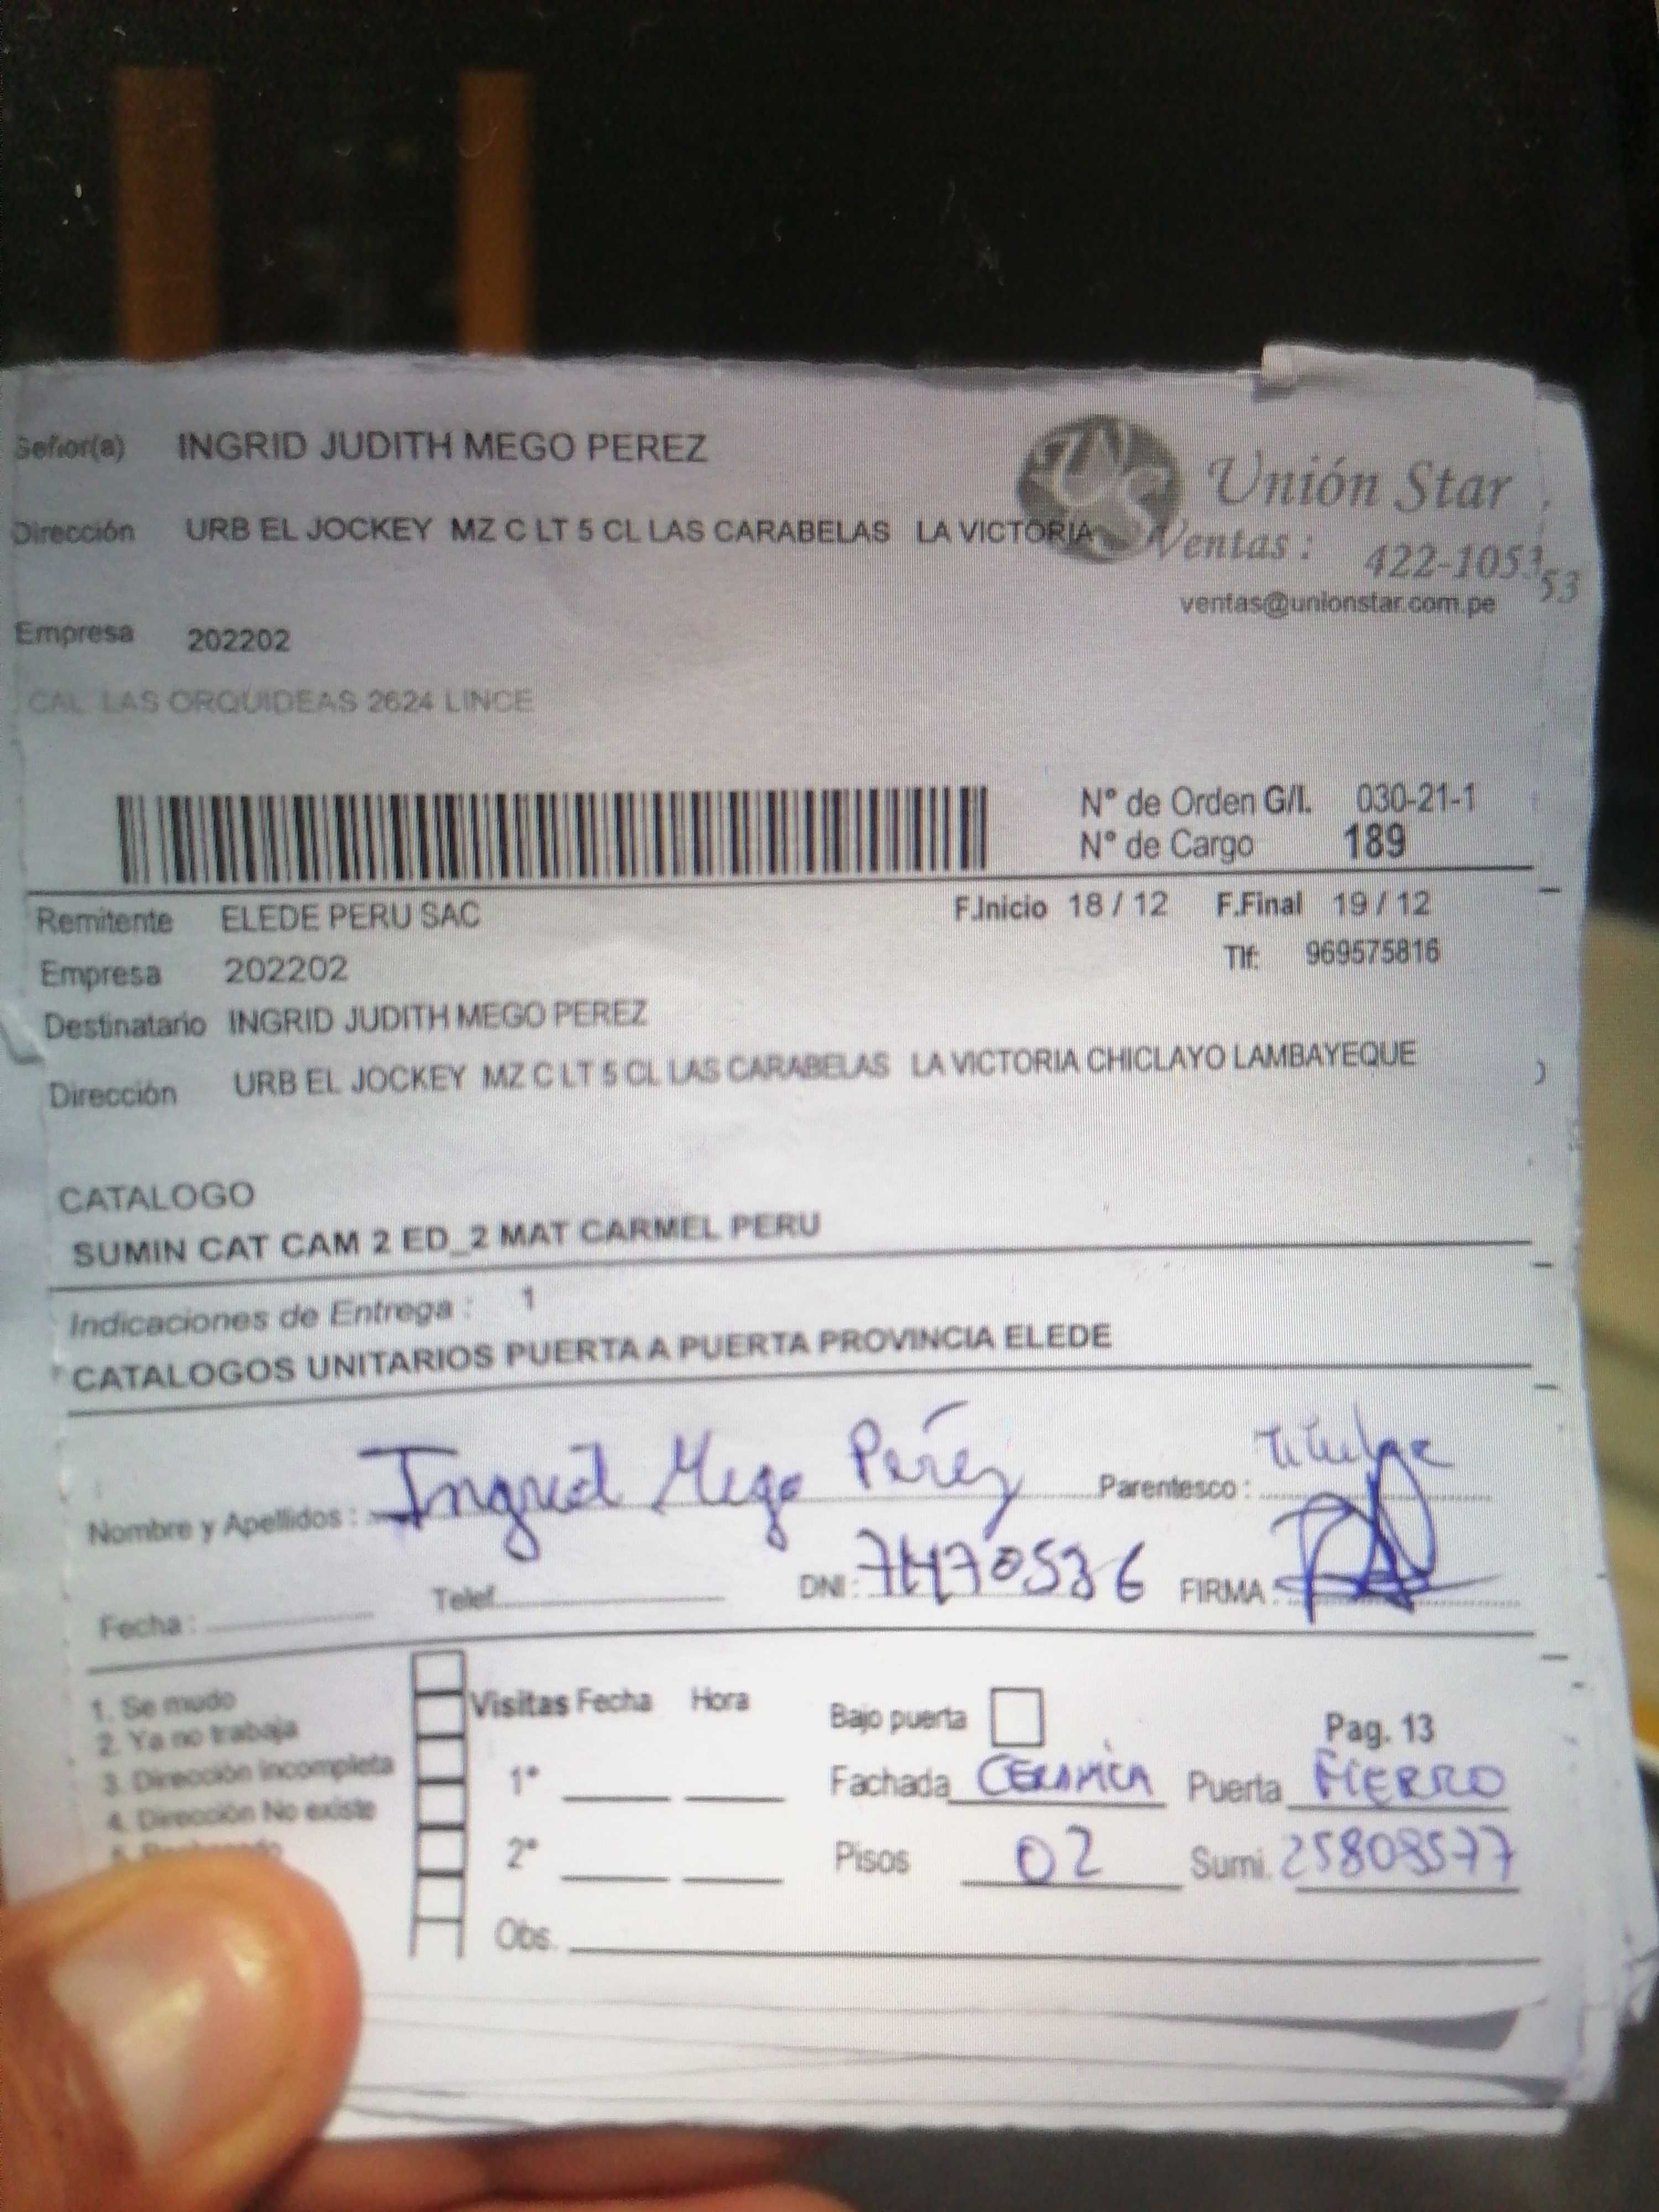 Señor(a) INGRID JUDITH MEGO PEREZ
Unión Star
Dirección URB EL JOCKEY MZ C LT 5 CL LAS CARABELAS LA VICTORIA
Ventas : 422-1053
53
ventas@unionstar.com.pe
Empresa 202202
CAL LAS ORQUIDEAS 2624 LINCE
N° de Orden G/I. 030-21-1
N° de Cargo 189
Remitente ELEDE PERU SAC F.Inicio 18 / 12 F.Final 19 / 12
Empresa 202202 Tlf: 969575816
Destinatario INGRID JUDITH MEGO PEREZ
Dirección URB EL JOCKEY MZ C LT 5 CL LAS CARABELAS LA VICTORIA CHICLAYO LAMBAYEQUE
CATALOGO
SUMIN CAT CAM 2 ED_2 MAT CARMEL PERU
Indicaciones de Entrega : 1
CATALOGOS UNITARIOS PUERTA A PUERTA PROVINCIA ELEDE
Nombre y Apellidos : Ingrid Mego Pérez Parentesco : titular
Fecha : Telef. DNI : FIRMA :
1. Se mudo
2. Ya no trabaja
3. Dirección incompleta
4. Dirección No existe
Visitas Fecha Hora
1°
2°
Obs.
Bajo puerta Pag. 13
Fachada CERAMICA Puerta FIERRO
Pisos 02 Sumi. 25808577